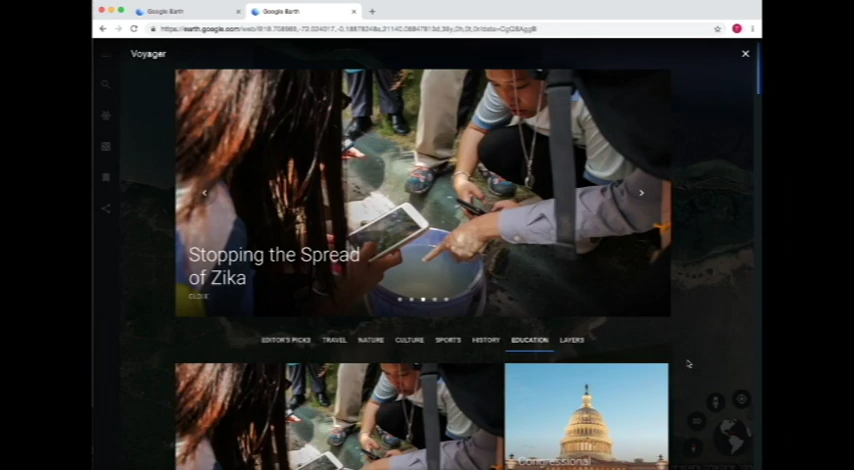 Google Earth
Google Earth
Voyager
Stopping the Spread
of Zika
EDITOR'S PICKS TRAVEL NATURE CULTURE SPORTS HISTORY EDUCATION LAYERS
Congressional